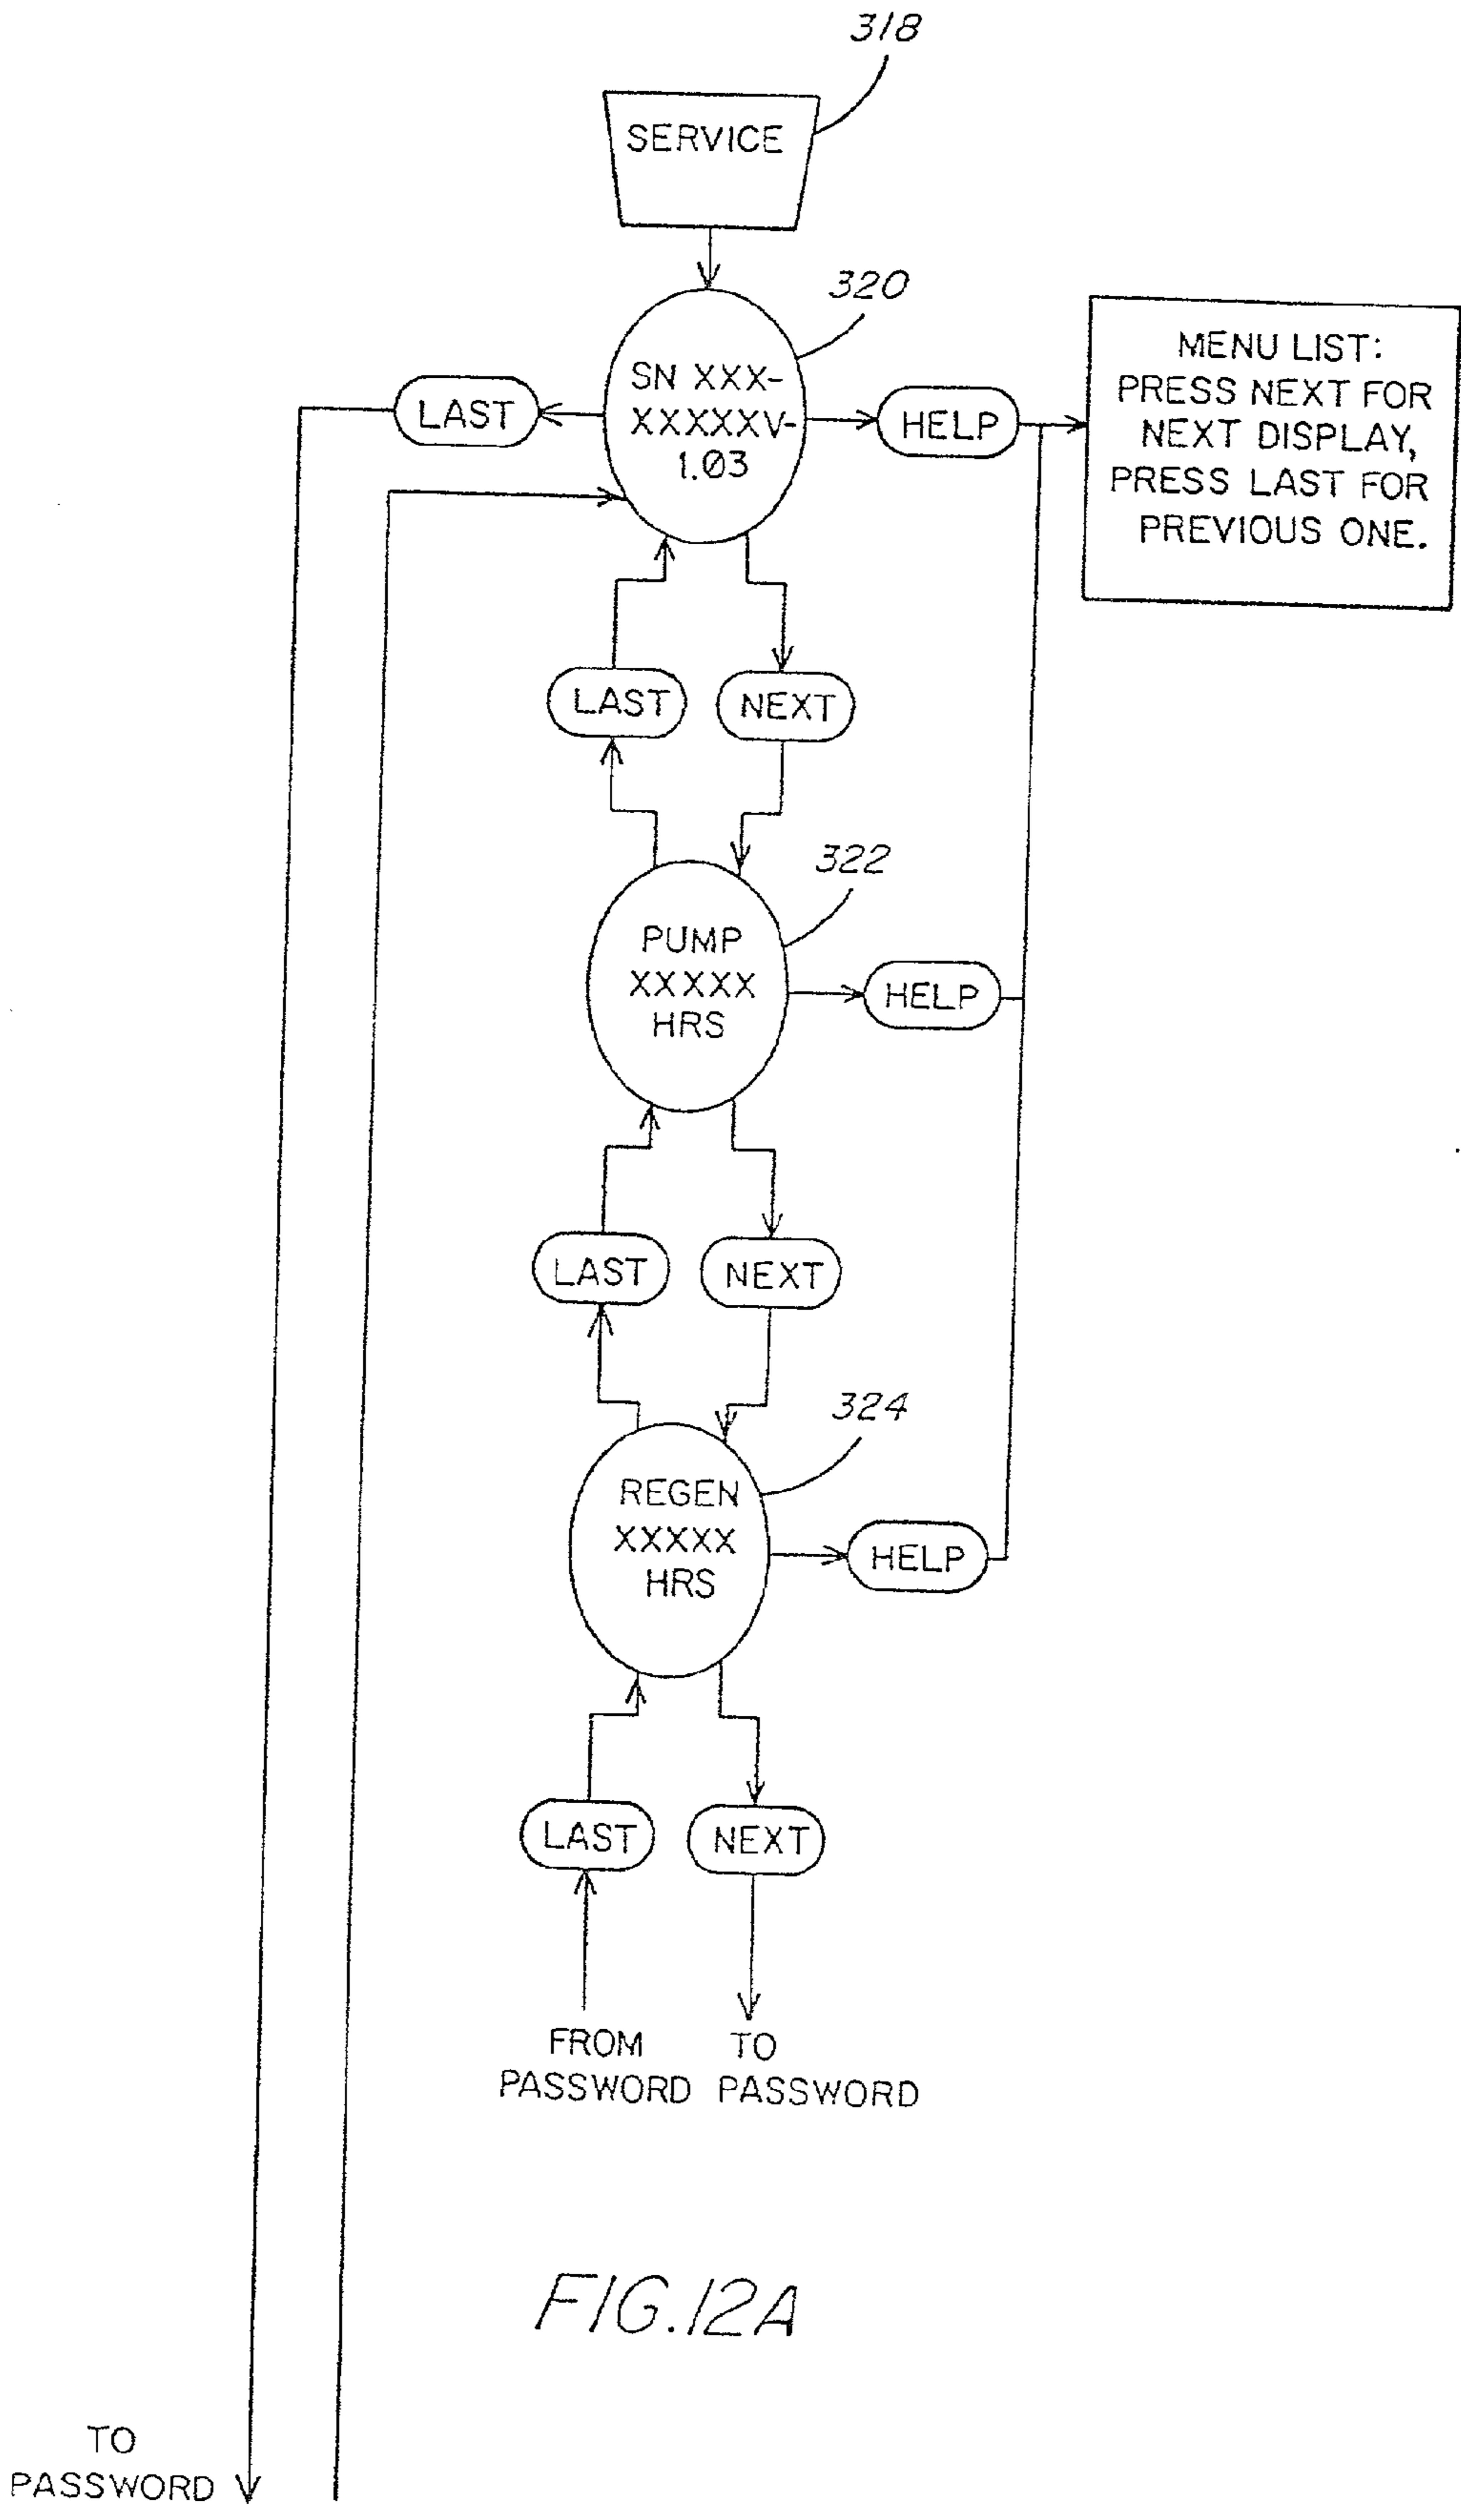 318
SERVICE
320
SN XXX-
XXXXXV-
1.03
LAST
HELP
MENU LIST:
PRESS NEXT FOR
NEXT DISPLAY,
PRESS LAST FOR
PREVIOUS ONE.
LAST
NEXT
322
PUMP
XXXXX
HRS
HELP
LAST
NEXT
324
REGEN
XXXXX
HRS
HELP
LAST
NEXT
FROM
PASSWORD
TO
PASSWORD
FIG.12A
TO
PASSWORD